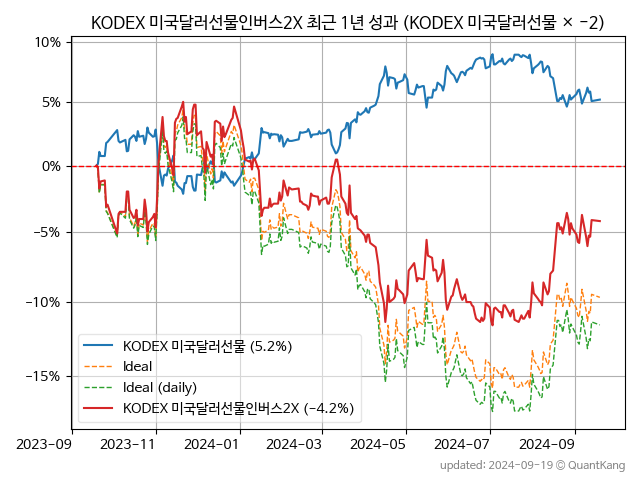 KODEX 미국달러선물인버스2X 최근 1년 성과 (KODEX 미국달러선물 × −2)
10%
5%
0%
−5%
−10%
−15%
KODEX 미국달러선물 (5.2%)
Ideal
Ideal (daily)
KODEX 미국달러선물인버스2X (−4.2%)
2023-09 2023-11 2024-01 2024-03 2024-05 2024-07 2024-09
updated: 2024-09-19 © QuantKang